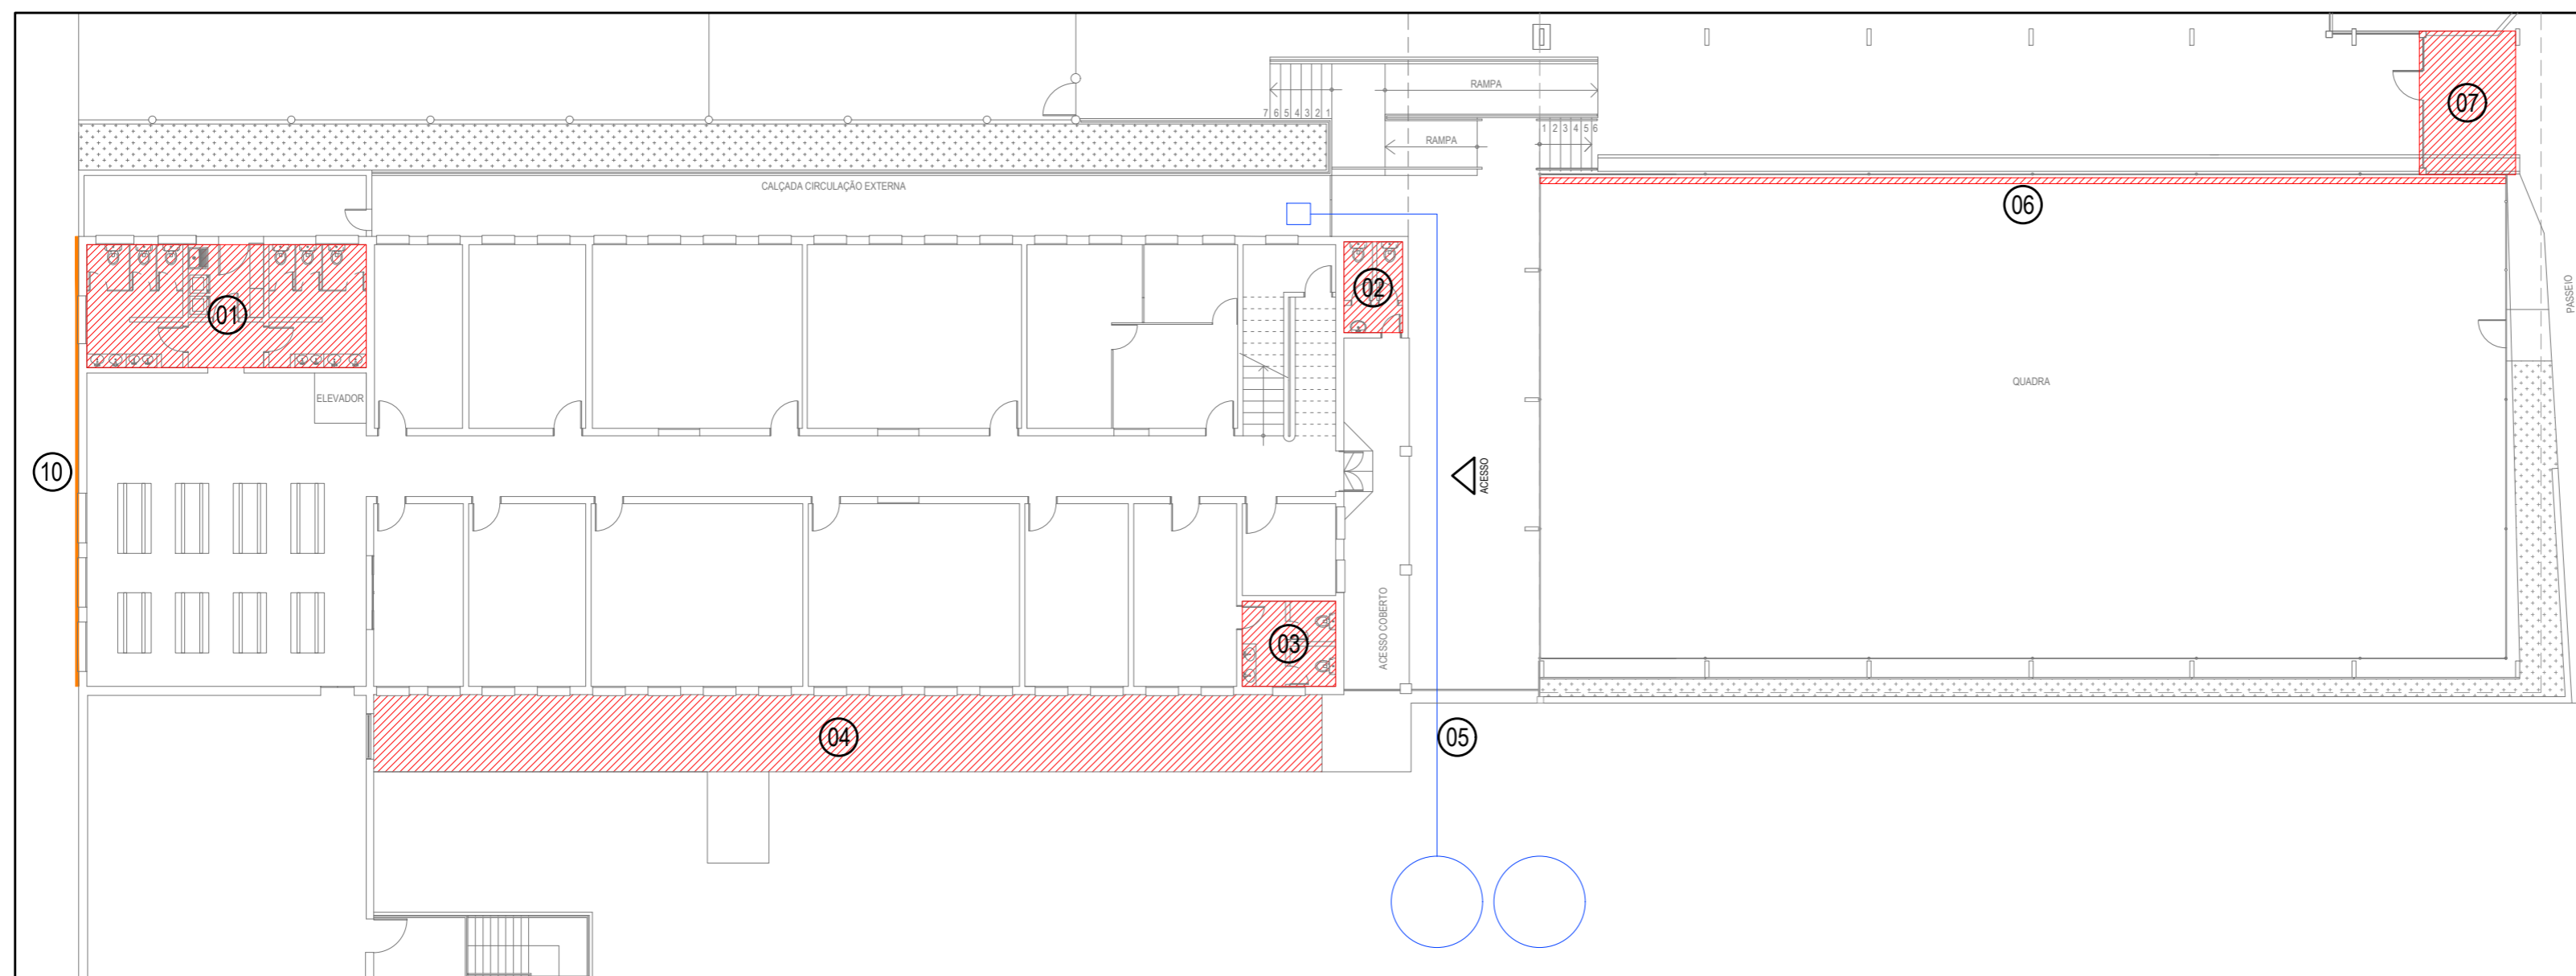 RAMPA
07
7 6 5 4 3 2 1
1 2 3 4 5 6
RAMPA
CALÇADA CIRCULAÇÃO EXTERNA
06
02
01
PASSEIO
QUADRA
ELEVADOR
10
ACESSO
ACESSO COBERTO
03
04
05